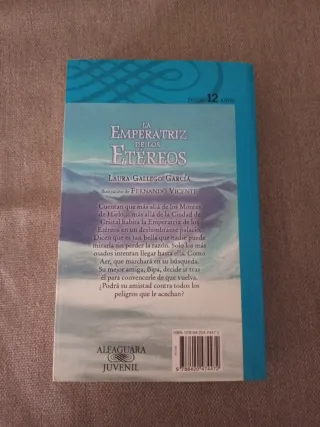 12
LA
EMPERATRIZ
DE LOS
ETÉREOS
LAURA GALLEGO GARCÍA
Ilustración de FERNANDO VICENTE
Cuentan que más allá de los Montes
de Hielo, más allá de la Ciudad de
Cristal habita la Emperatriz de los
Etéreos en un deslumbrante palacio.
Dicen que es tan bella que nadie puede
mirarla sin perder la razón. Solo los más
osados intentan llegar hasta ella. Como
Aer, que marchará en su búsqueda.
Su mejor amiga, Bipa, decide ir tras
él para convencerle de que vuelva.
¿Podrá su amistad contra todos los
peligros que le acechan?
ALFAGUARA
JUVENIL